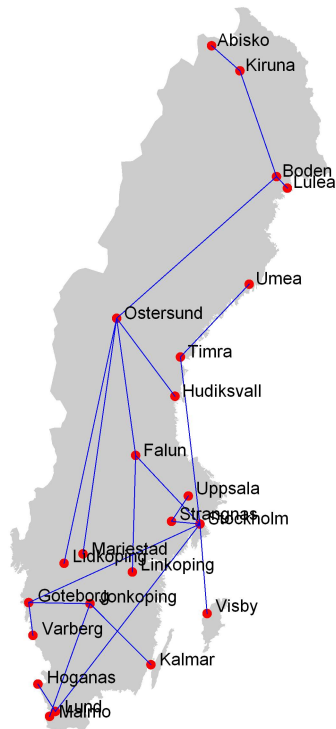 Abisko
Kiruna
Boden
Lulea
Umea
Ostersund
Timra
Hudiksvall
Falun
Uppsala
Strangnas
Stockholm
Mariestad
Lidkoping
Linkoping
Goteborg
Jonkoping
Visby
Varberg
Kalmar
Hoganas
Lund
Malmo